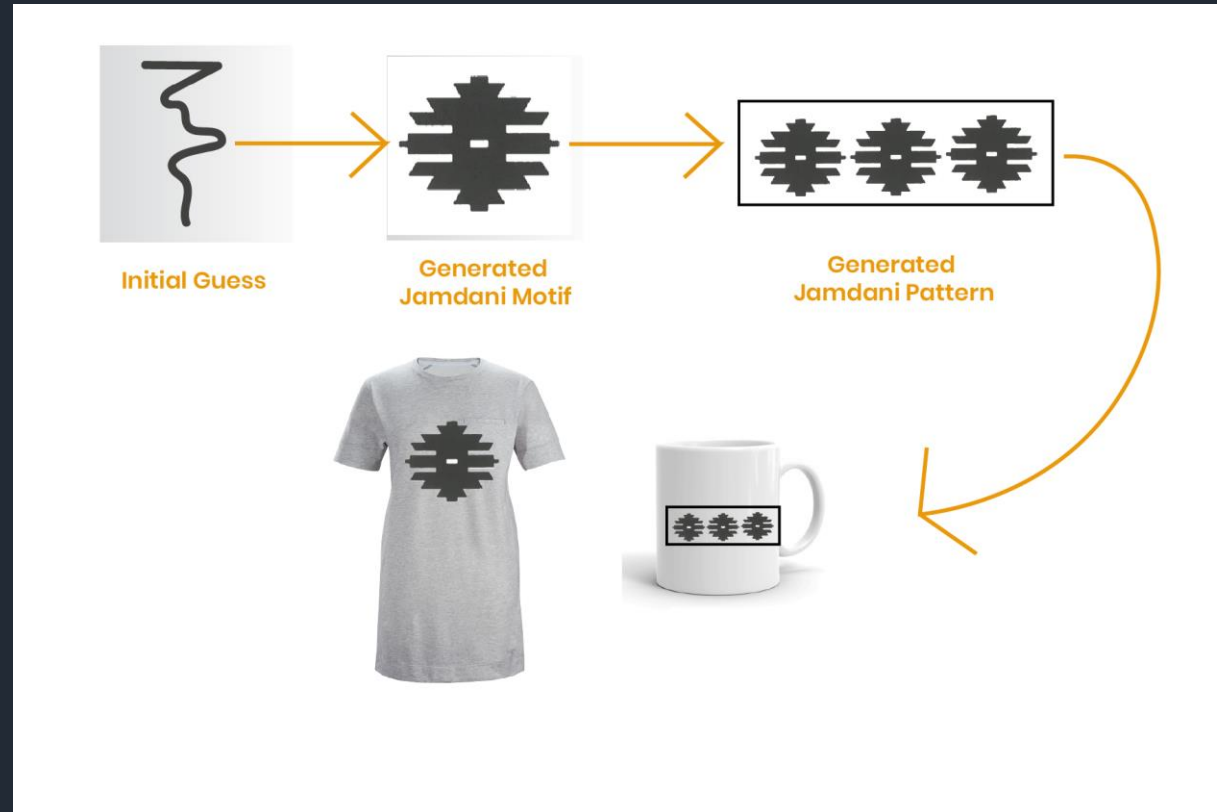 Initial Guess
Generated
Jamdani Motif
Generated
Jamdani Pattern